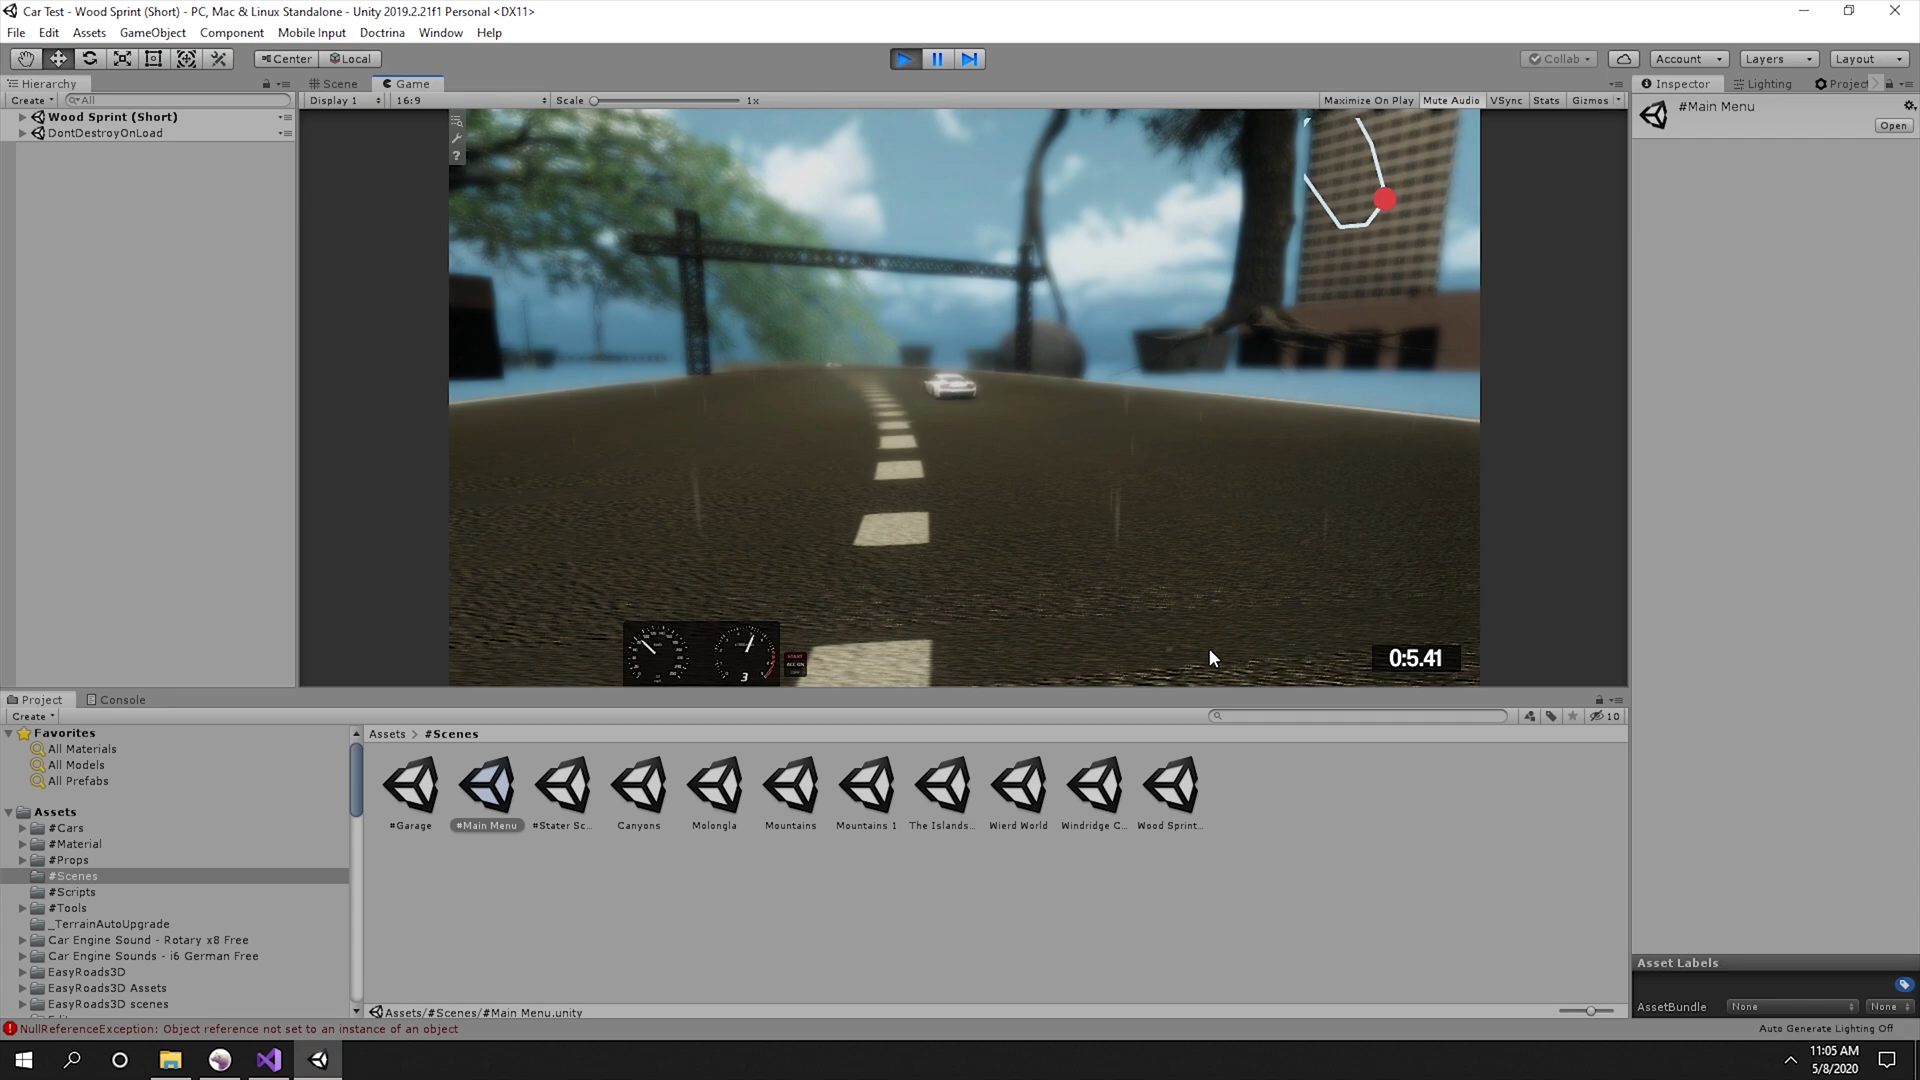 Car Test - Wood Sprint (Short) - PC, Mac & Linux Standalone - Unity 2019.2.21f1 Personal <DX11>
File Edit Assets GameObject Component Mobile Input Doctrina Window Help
Center Local Collab Account Layers Layout
Hierarchy Scene Game Inspector Lighting Project
Create All Display 1 16:9 Scale 1x Maximize On Play Mute Audio VSync Stats Gizmos
#Main Menu
Open
Wood Sprint (Short)
DontDestroyOnLoad
?
START
ACC ON
3
0:5.41
Project Console
Create 10
Favorites
All Materials
All Models
All Prefabs
Assets
#Cars
#Material
#Props
#Scenes
#Scripts
#Tools
_TerrainAutoUpgrade
Car Engine Sound - Rotary x8 Free
Car Engine Sounds - i6 German Free
EasyRoads3D
EasyRoads3D Assets
EasyRoads3D scenes
Assets > #Scenes
#Garage #Main Menu #Stater Sc... Canyons Molongla Mountains Mountains 1 The Islands... Wierd World Windridge C... Wood Sprint...
Assets/#Scenes/#Main Menu.unity
Asset Labels
AssetBundle None None
NullReferenceException: Object reference not set to an instance of an object
Auto Generate Lighting Off
11:05 AM
5/8/2020